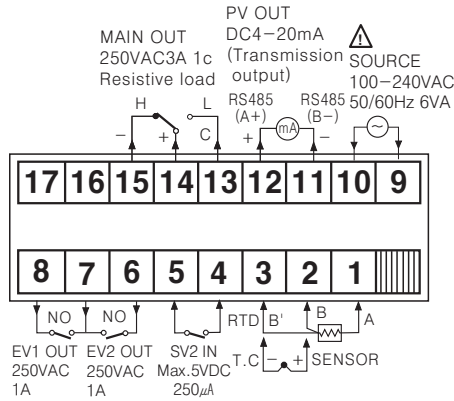 MAIN OUT
250VAC3A 1c
Resistive load
PV OUT
DC4-20mA
(Transmission
output)
SOURCE
100-240VAC
50/60Hz 6VA
H
L
C
RS485
(A+)
RS485
(B-)
mA
- + + -
17 16 15 14 13 12 11 10 9
8 7 6 5 4 3 2 1
NO
NO
RTD
B'
B
A
EV1 OUT
250VAC
1A
EV2 OUT
250VAC
1A
SV2 IN
Max.5VDC
250µA
T.C - + SENSOR